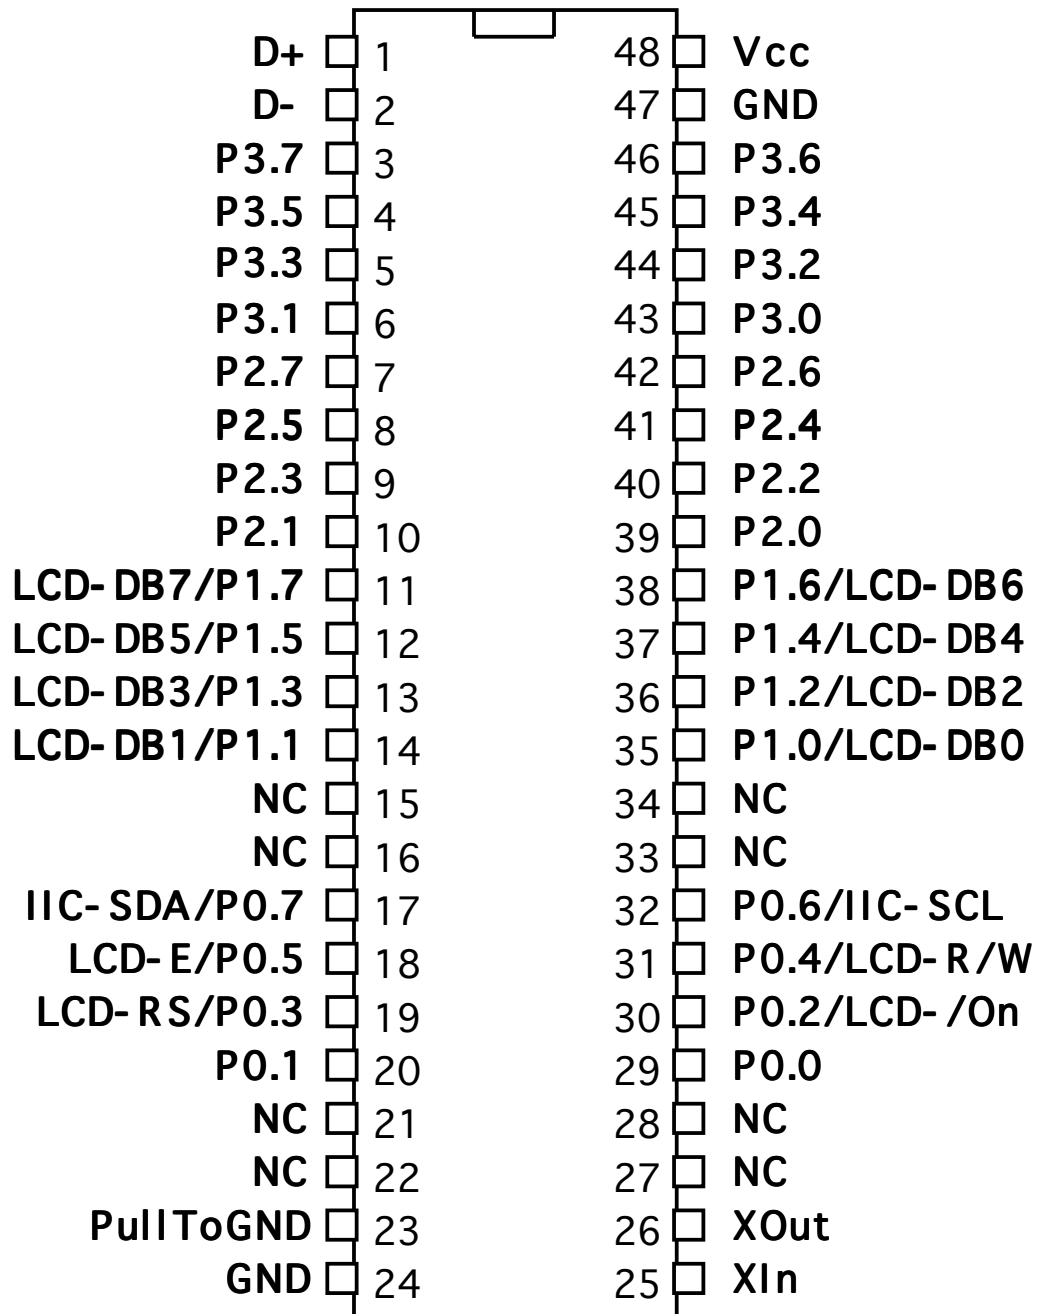 D+ 1 48 Vcc
D- 2 47 GND
P3.7 3 46 P3.6
P3.5 4 45 P3.4
P3.3 5 44 P3.2
P3.1 6 43 P3.0
P2.7 7 42 P2.6
P2.5 8 41 P2.4
P2.3 9 40 P2.2
P2.1 10 39 P2.0
LCD-DB7/P1.7 11 38 P1.6/LCD-DB6
LCD-DB5/P1.5 12 37 P1.4/LCD-DB4
LCD-DB3/P1.3 13 36 P1.2/LCD-DB2
LCD-DB1/P1.1 14 35 P1.0/LCD-DB0
NC 15 34 NC
NC 16 33 NC
IIC-SDA/P0.7 17 32 P0.6/IIC-SCL
LCD-E/P0.5 18 31 P0.4/LCD-R/W
LCD-RS/P0.3 19 30 P0.2/LCD-/On
P0.1 20 29 P0.0
NC 21 28 NC
NC 22 27 NC
PullToGND 23 26 XOut
GND 24 25 XIn